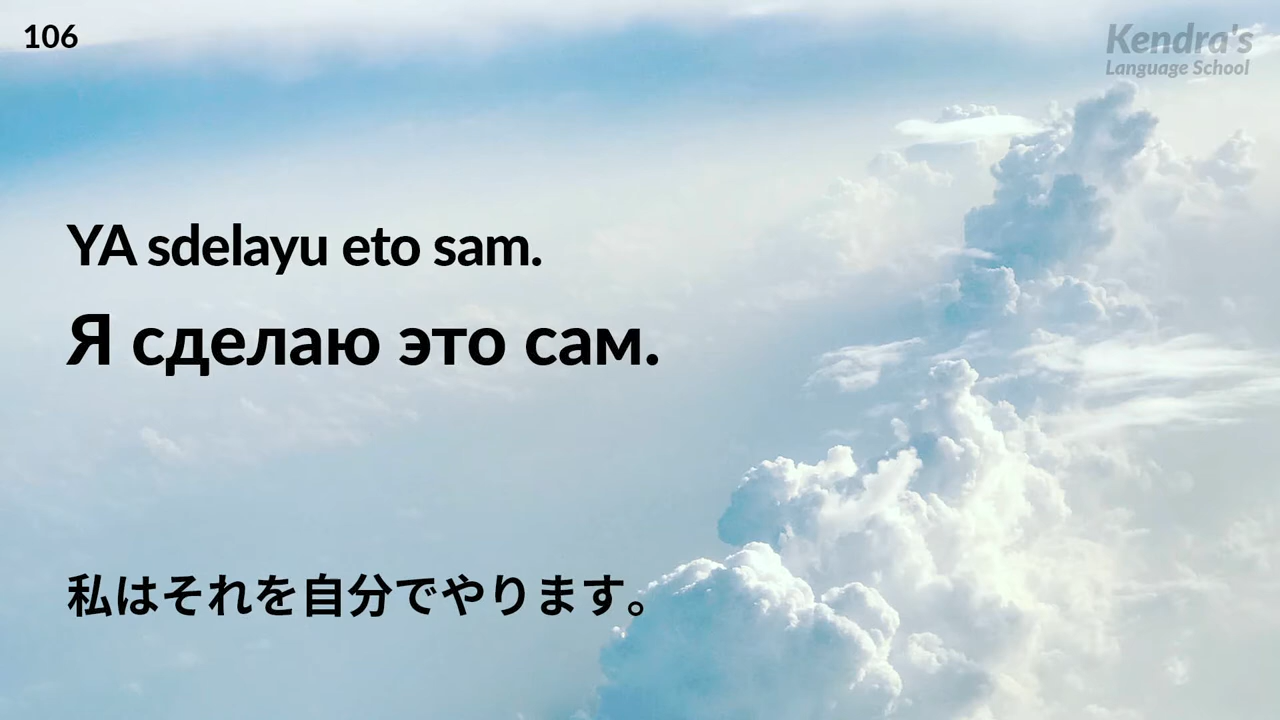 106
Kendra's
Language School
YA sdelayu eto sam.
Я сделаю это сам.
私はそれを自分でやります。